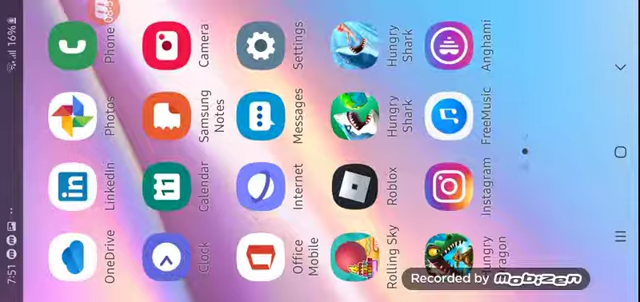 7:51
16%
OneDrive
LinkedIn
Photos
Phone
11
Clock
Calendar
Samsung
Notes
Camera
Office
Mobile
Internet
Messages
Settings
Rolling Sky
Roblox
Hungry
Shark
Hungry
Shark
Instagram
FreeMusic
Anghami
Recorded by mobizen